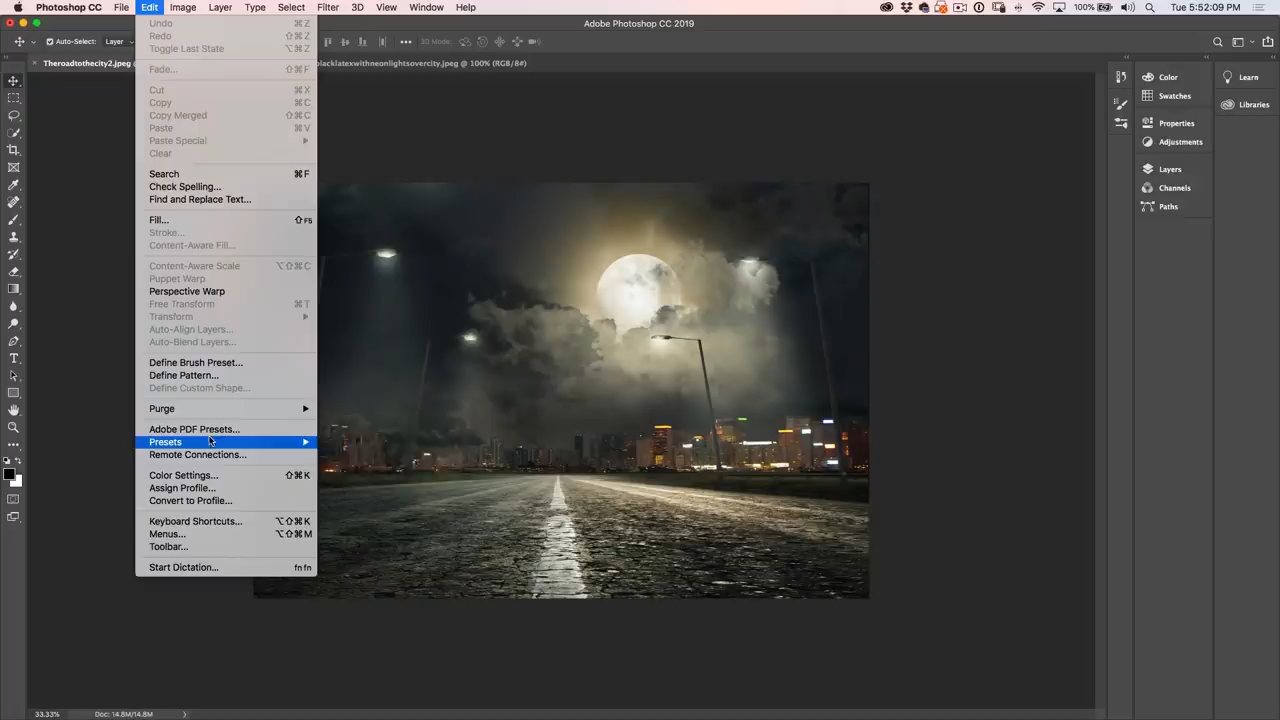 Photoshop CC File Edit Image Layer Type Select Filter 3D View Window Help 100% Tue 5:52:09 PM
Adobe Photoshop CC 2019
Auto-Select: Layer 3D Mode:
Theroadtothecity2.jpeg @ blacklatexwithneonlightsovercity.jpeg @ 100% (RGB/8#)
Undo ⌘Z
Redo ⇧⌘Z
Toggle Last State ⌥⌘Z
Fade... ⇧⌘F
Cut ⌘X
Copy ⌘C
Copy Merged ⇧⌘C
Paste ⌘V
Paste Special
Clear
Search ⌘F
Check Spelling...
Find and Replace Text...
Fill... ⇧F5
Stroke...
Content-Aware Fill...
Content-Aware Scale ⌥⇧⌘C
Puppet Warp
Perspective Warp
Free Transform ⌘T
Transform
Auto-Align Layers...
Auto-Blend Layers...
Define Brush Preset...
Define Pattern...
Define Custom Shape...
Purge
Adobe PDF Presets...
Presets
Remote Connections...
Color Settings... ⇧⌘K
Assign Profile...
Convert to Profile...
Keyboard Shortcuts... ⌥⇧⌘K
Menus... ⌥⇧⌘M
Toolbar...
Start Dictation... fn fn
Color
Swatches
Properties
Adjustments
Layers
Channels
Paths
Learn
Libraries
33.33% Doc: 14.8M/14.8M